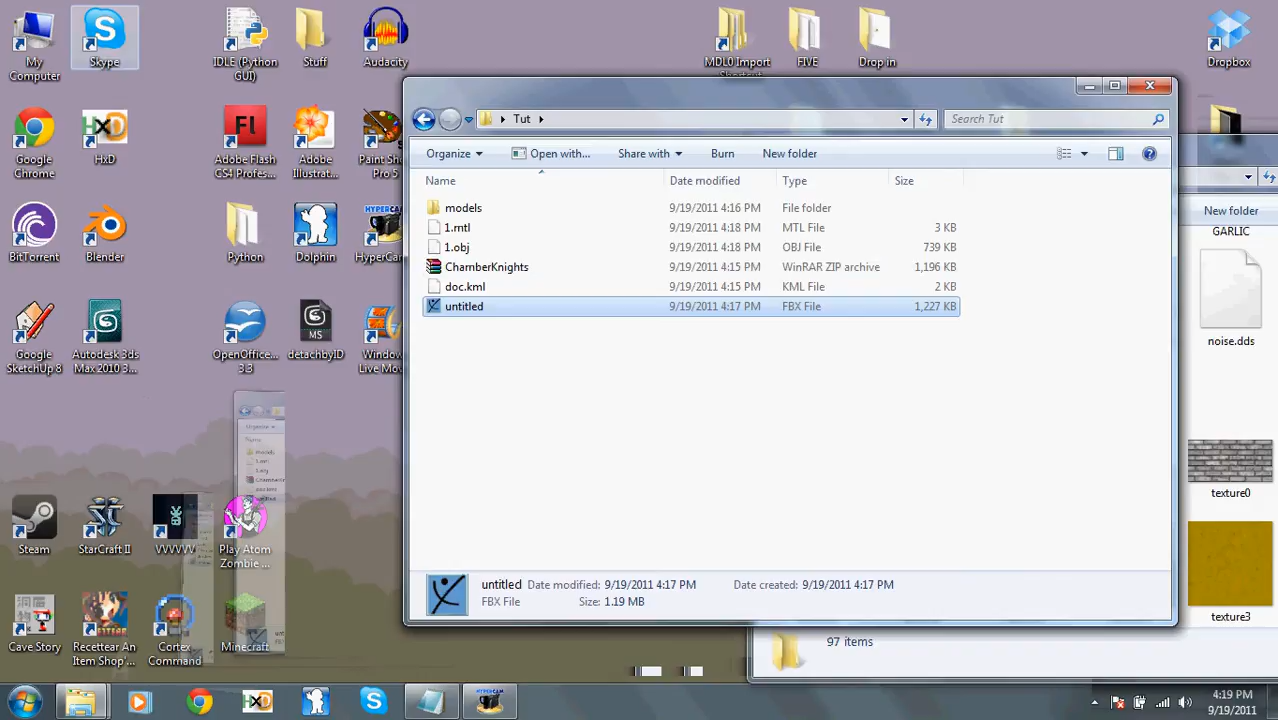 My Computer
Skype
IDLE (Python GUI)
Stuff
Audacity
MDL0 Import Shortcut
FIVE
Drop in
Dropbox
Tut
Search Tut
Organize
Open with...
Share with
Burn
New folder
Name
Date modified
Type
Size
models
9/19/2011 4:16 PM
File folder
1.mtl
9/19/2011 4:18 PM
MTL File
3 KB
1.obj
9/19/2011 4:18 PM
OBJ File
739 KB
ChamberKnights
9/19/2011 4:15 PM
WinRAR ZIP archive
1,196 KB
doc.kml
9/19/2011 4:15 PM
KML File
2 KB
untitled
9/19/2011 4:17 PM
FBX File
1,227 KB
untitled Date modified: 9/19/2011 4:17 PM
Date created: 9/19/2011 4:17 PM
FBX File
Size: 1.19 MB
Google Chrome
HxD
Adobe Flash CS4 Profes...
Adobe Illustrat...
Paint Sh
Pro 5
BitTorrent
Blender
Python
Dolphin
HyperCa
Google SketchUp 8
Autodesk 3ds Max 2010 3...
OpenOffice... 3.3
MS
detachbyID
Window
Live Mov
Steam
StarCraft II
VVVVVV
Play Atom Zombie ...
Cave Story
Recettear An Item Shop'...
Cortex Command
Minecraft
New folder
GARLIC
noise.dds
texture0
texture3
97 items
4:19 PM
9/19/2011